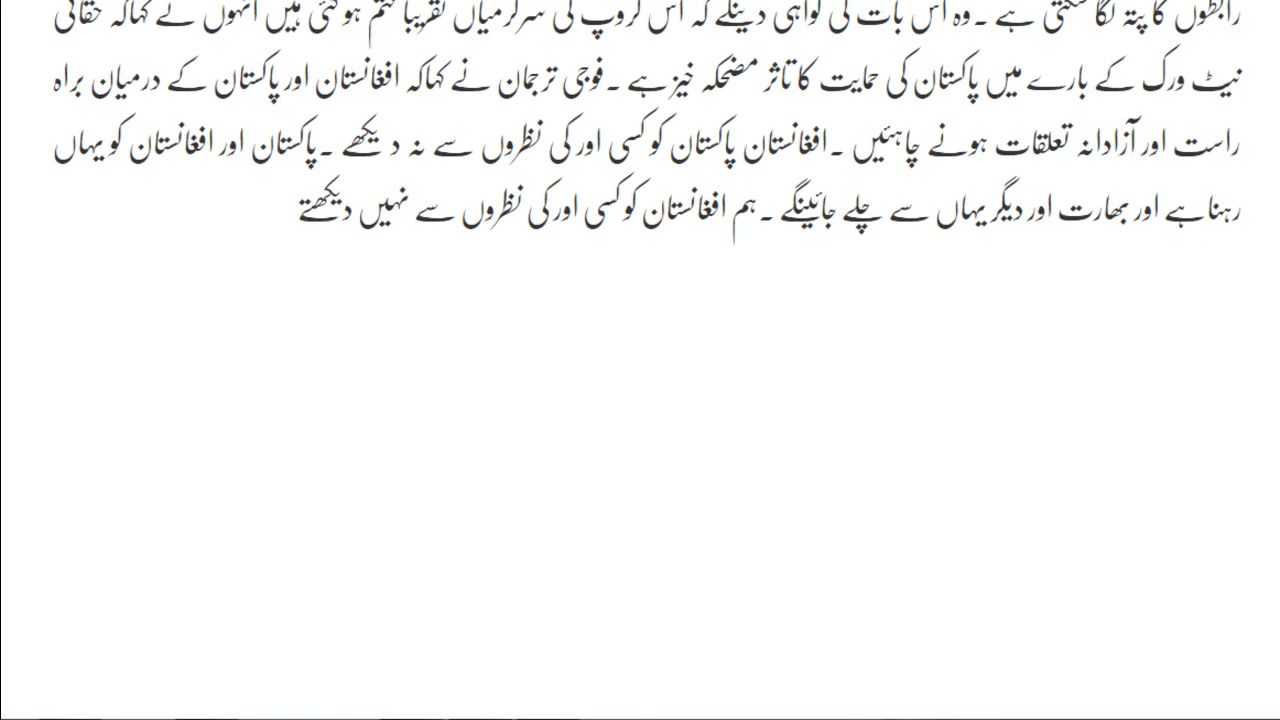 رابطوں کا پتہ لگا سکتی ہے ۔وہ اس بات کی گواہی دینگے کہ اس گروپ کی سرگرمیاں تقریباً ختم ہوگئی ہیں انہوں نے کہاکہ حقانی
نیٹ ورک کے بارے میں پاکستان کی حمایت کا تاثر مضحکہ خیز ہے ۔فوجی ترجمان نے کہاکہ افغانستان اور پاکستان کے درمیان براہ
راست اور آزادانہ تعلقات ہونے چاہئیں ۔افغانستان پاکستان کو کسی اور کی نظروں سے نہ دیکھے ۔پاکستان اور افغانستان کو یہاں
رہنا ہے اور بھارت اور دیگر یہاں سے چلے جائینگے ۔ہم افغانستان کو کسی اور کی نظروں سے نہیں دیکھتے